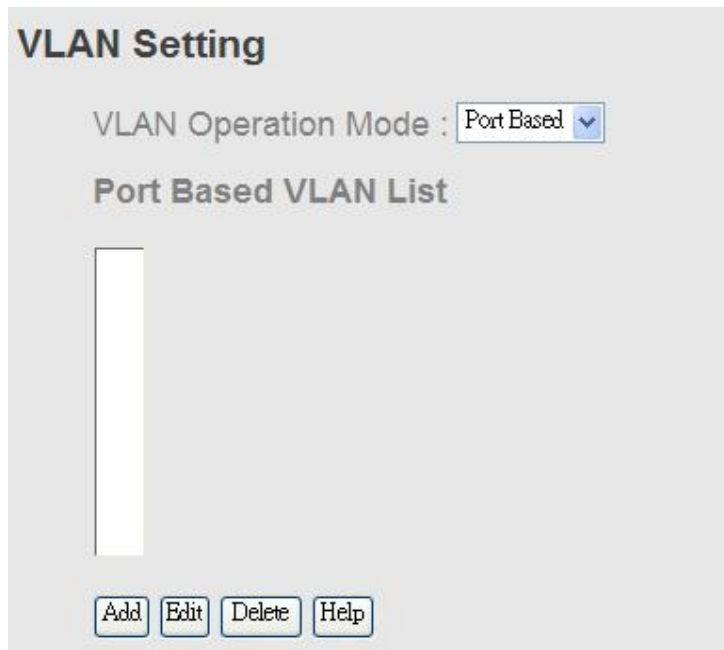 VLAN Setting
VLAN Operation Mode : Port Based
Port Based VLAN List
Add Edit Delete Help